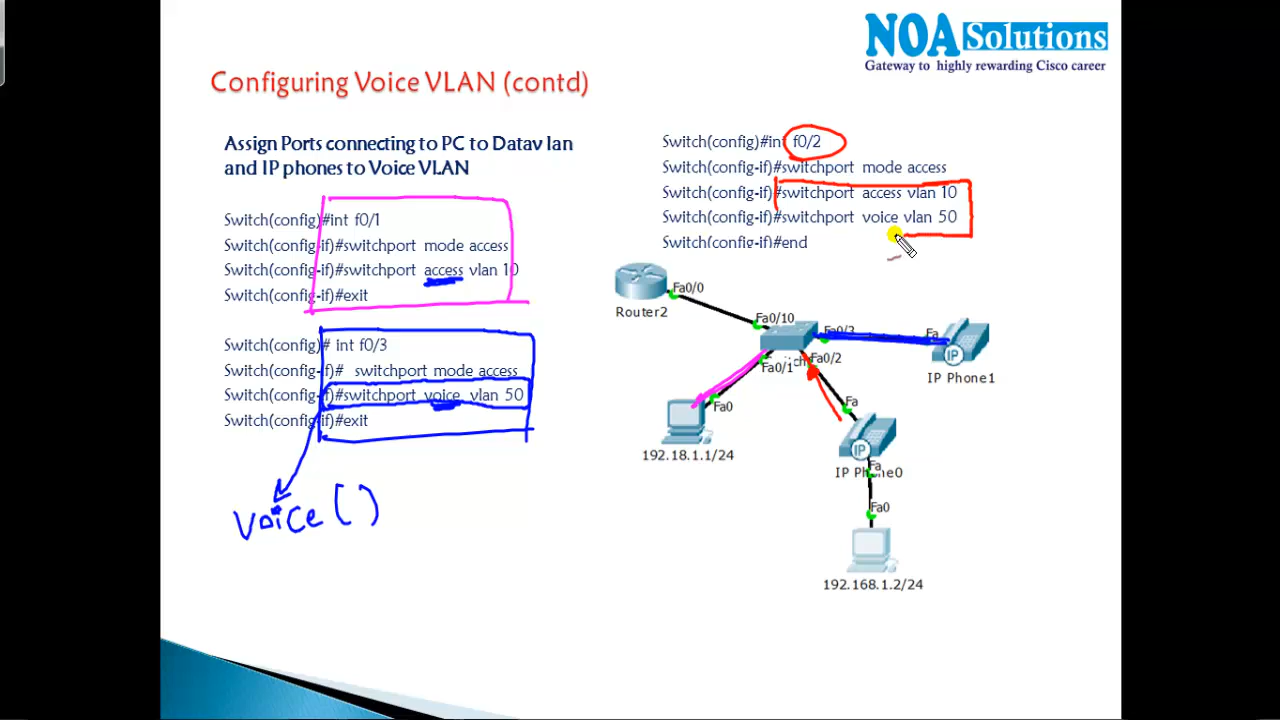 NOA Solutions
Gateway to highly rewarding Cisco career
Configuring Voice VLAN (contd)
Assign Ports connecting to PC to Datav lan
and IP phones to Voice VLAN
Switch(config)#int f0/1
Switch(config-if)#switchport mode access
Switch(config-if)#switchport access vlan 10
Switch(config-if)#exit
Switch(config)# int f0/3
Switch(config-if)# switchport mode access
Switch(config-if)#switchport voice vlan 50
Switch(config-if)#exit
Voice ( )
Switch(config)#int f0/2
Switch(config-if)#switchport mode access
Switch(config-if)#switchport access vlan 10
Switch(config-if)#switchport voice vlan 50
Switch(config-if)#end
Fa0/0
Router2
Fa0/10
Fa0/3
Fa
IP
IP Phone1
Fa0/2
Fa0/1
Fa0
192.18.1.1/24
Fa
IP
IP Phone0
Fa
Fa0
192.168.1.2/24